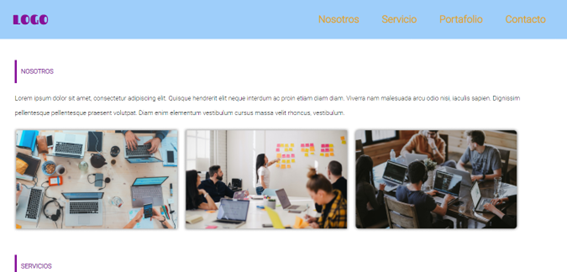 LOGO
Nosotros Servicio Portafolio Contacto
NOSOTROS
Lorem ipsum dolor sit amet, consectetur adipiscing elit. Quisque hendrerit elit neque interdum ac proin etiam diam diam. Viverra nam malesuada arcu odio nisi, iaculis sapien. Dignissim
pellentesque pellentesque praesent volutpat. Diam enim elementum vestibulum cursus massa velit rhoncus, vestibulum.
SERVICIOS